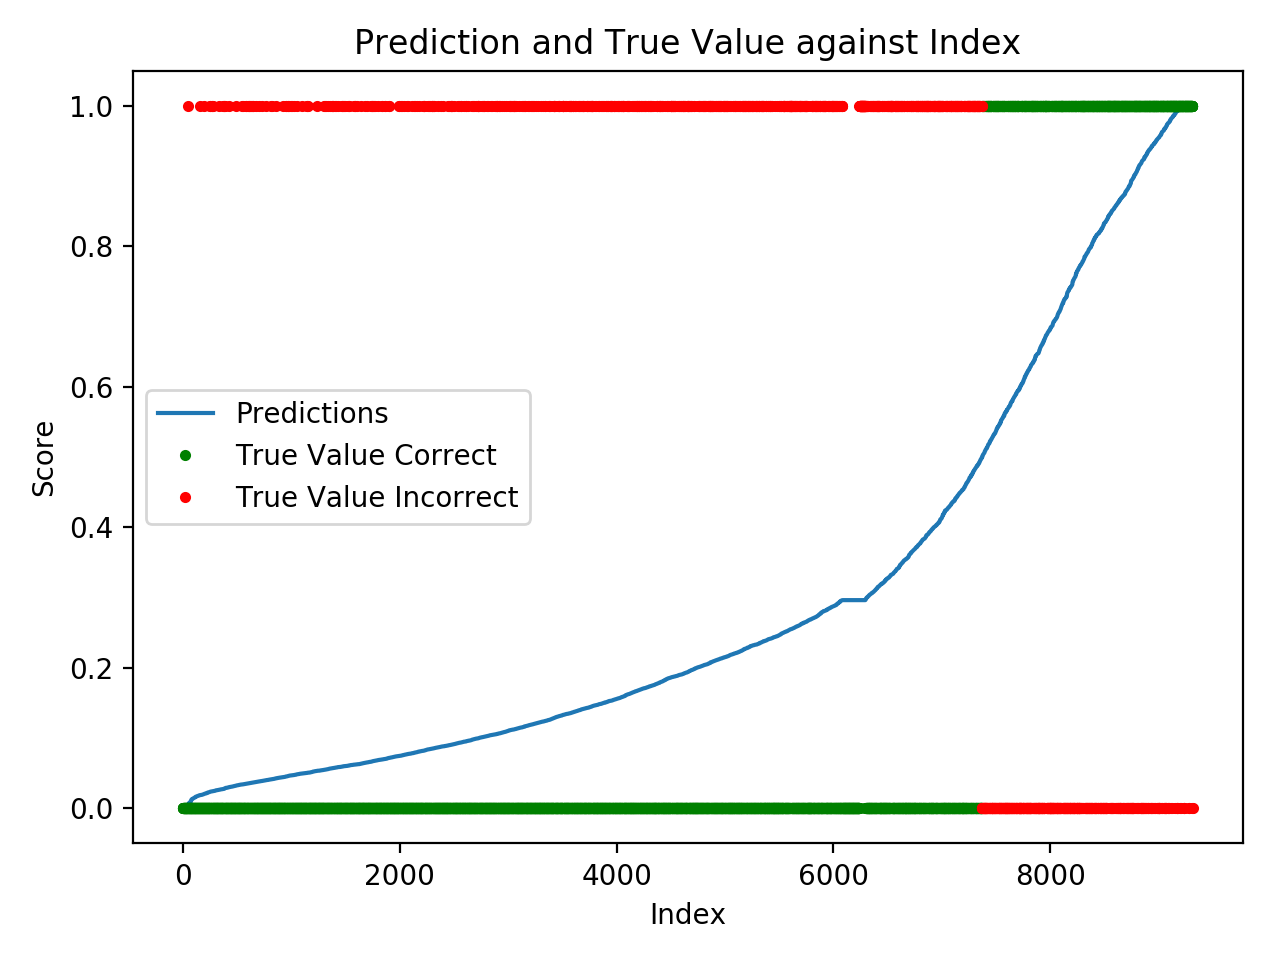 Prediction and True Value against Index
1.0
0.8
0.6
0.4
0.2
0.0
Score
Predictions
True Value Correct
True Value Incorrect
0
2000
4000
6000
8000
Index